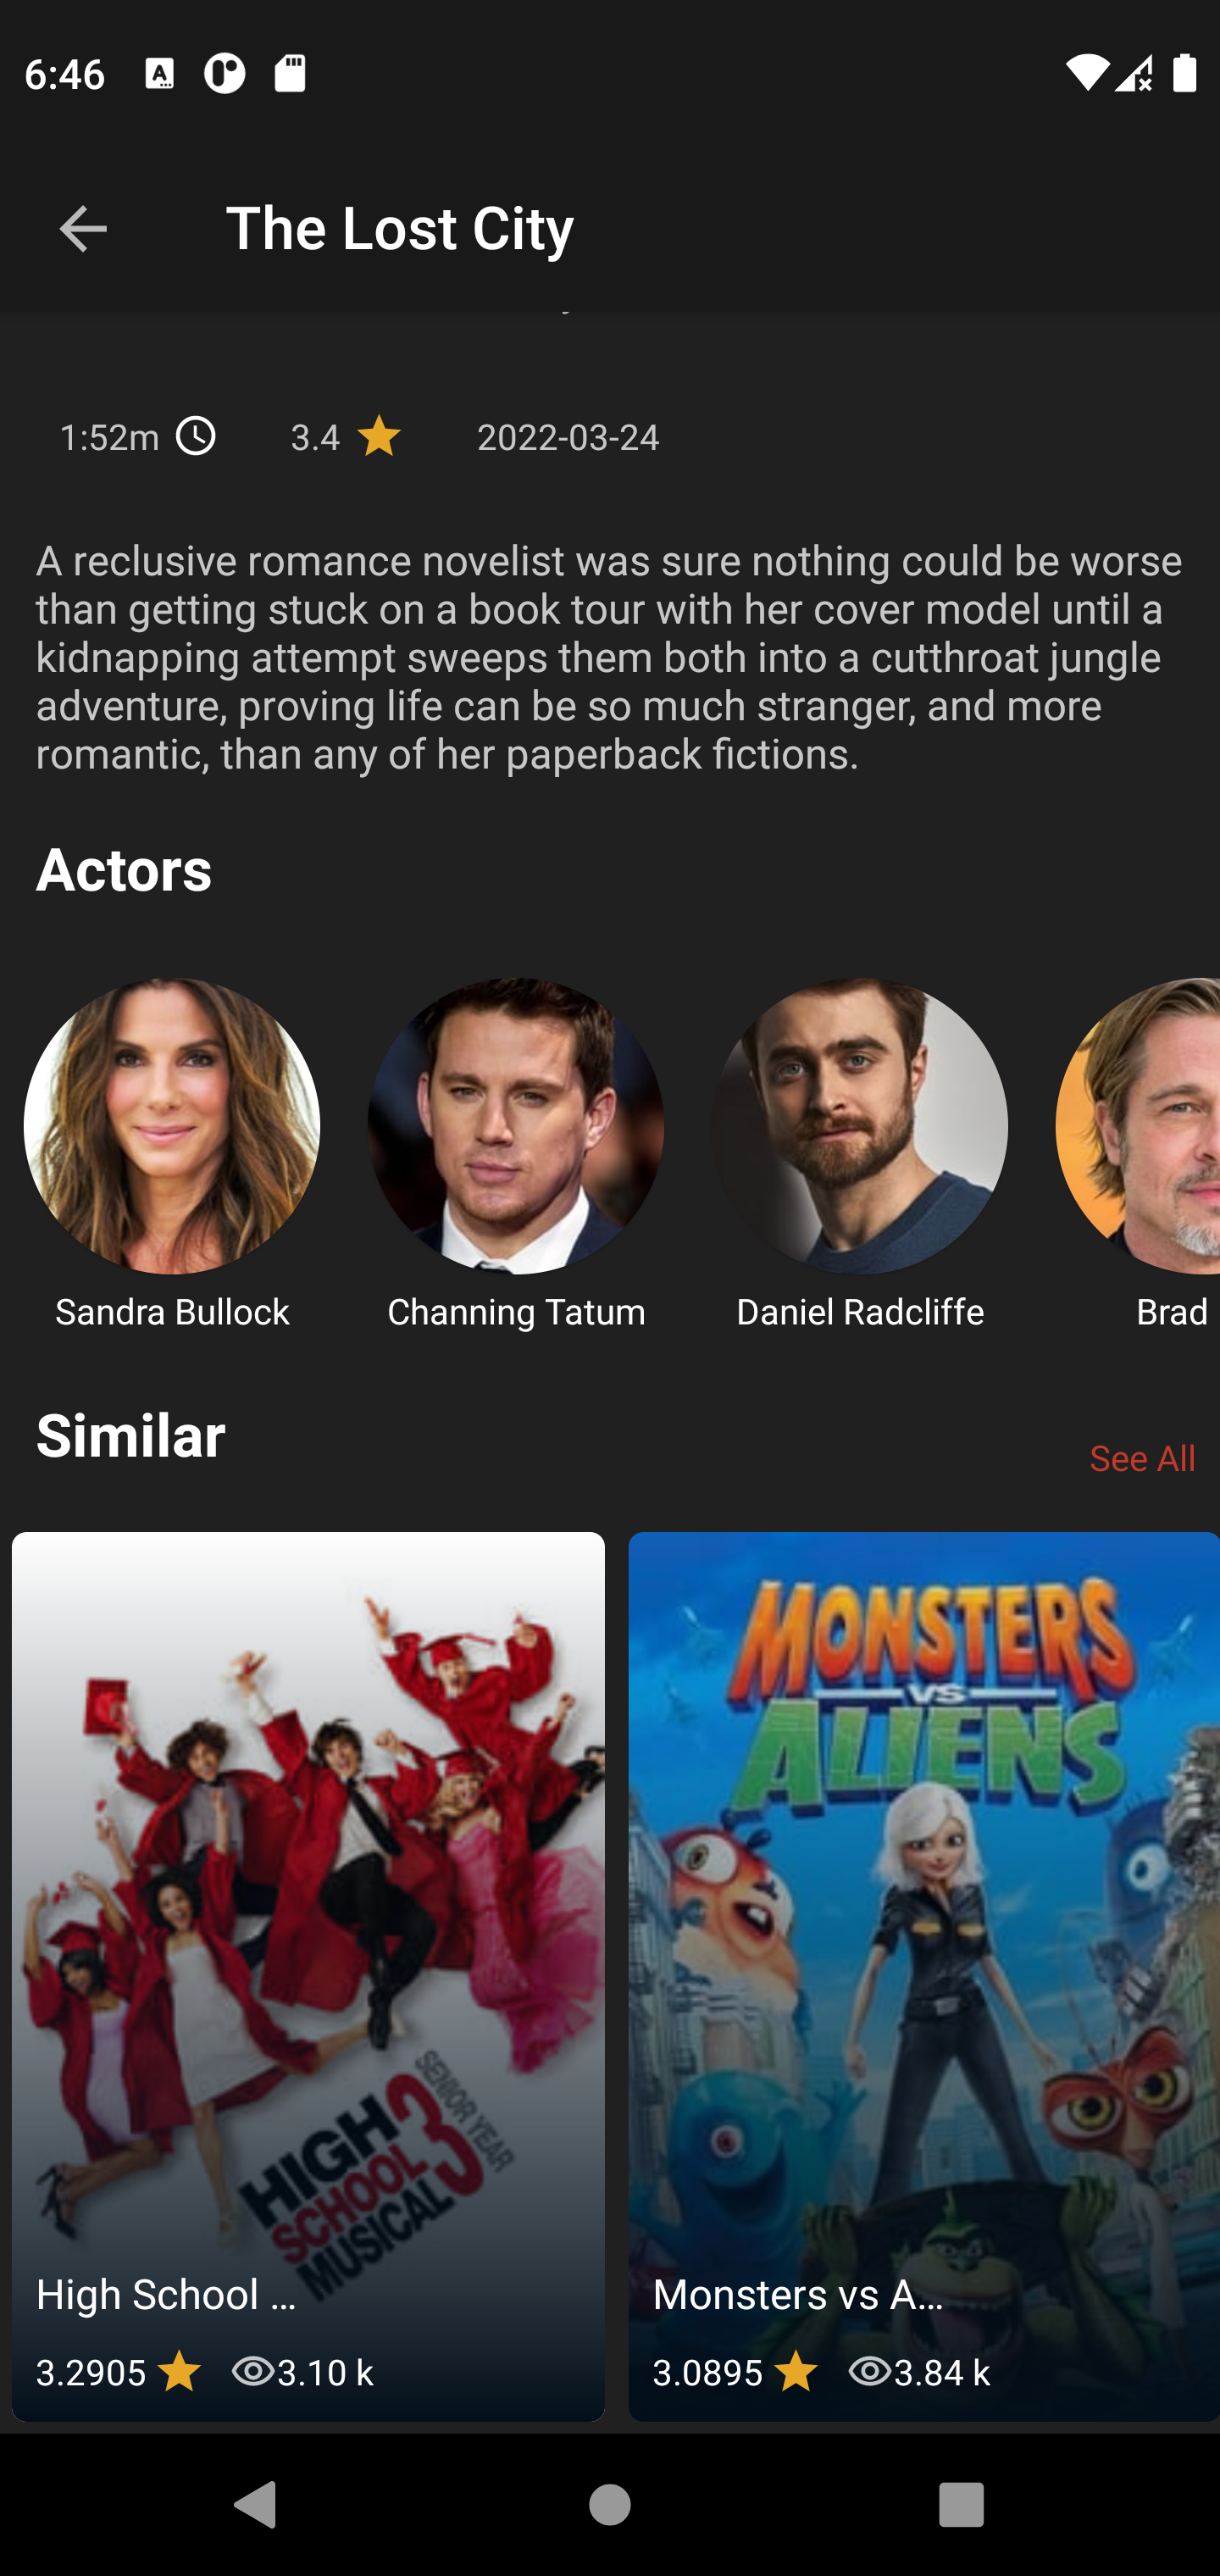 6:46
The Lost City
1:52m
3.4
2022-03-24
A reclusive romance novelist was sure nothing could be worse
than getting stuck on a book tour with her cover model until a
kidnapping attempt sweeps them both into a cutthroat jungle
adventure, proving life can be so much stranger, and more
romantic, than any of her paperback fictions.
Actors
Sandra Bullock
Channing Tatum
Daniel Radcliffe
Brad
Similar
See All
HIGH
SCHOOL
MUSICAL 3
SENIOR YEAR
High School ...
3.2905
3.10 k
MONSTERS
VS
ALIENS
Monsters vs A...
3.0895
3.84 k